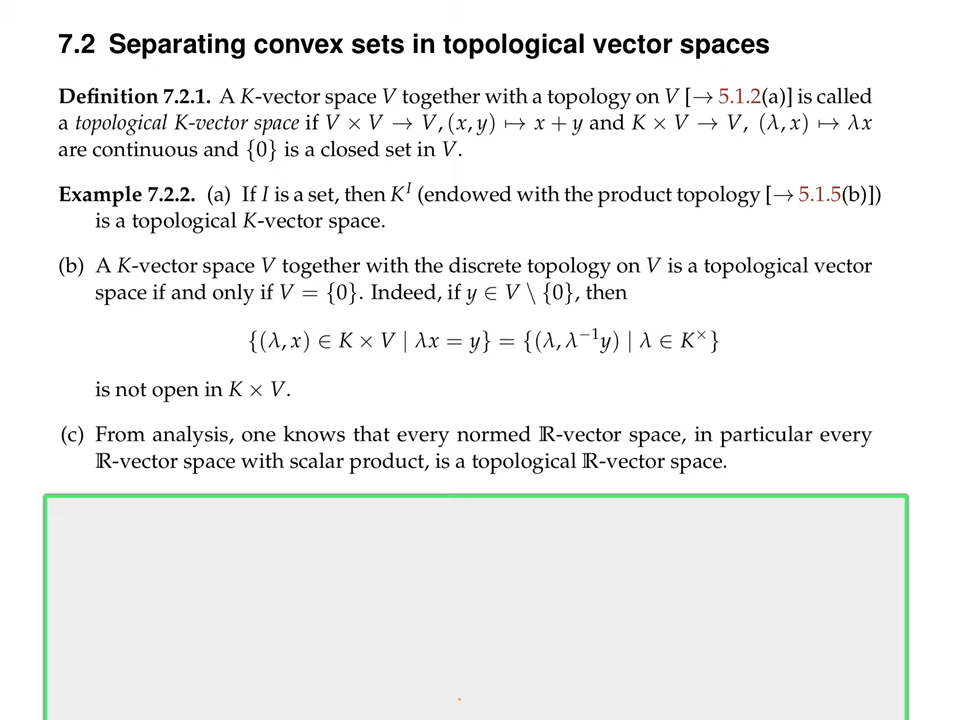 7.2 Separating convex sets in topological vector spaces
Definition 7.2.1. A K-vector space V together with a topology on V [→ 5.1.2(a)] is called
a topological K-vector space if V × V → V, (x, y) ↦ x + y and K × V → V, (λ, x) ↦ λx
are continuous and {0} is a closed set in V.
Example 7.2.2. (a) If I is a set, then K^I (endowed with the product topology [→ 5.1.5(b)])
is a topological K-vector space.
(b) A K-vector space V together with the discrete topology on V is a topological vector
space if and only if V = {0}. Indeed, if y ∈ V \ {0}, then
{(λ, x) ∈ K × V | λx = y} = {(λ, λ⁻¹y) | λ ∈ K^×}
is not open in K × V.
(c) From analysis, one knows that every normed ℝ-vector space, in particular every
ℝ-vector space with scalar product, is a topological ℝ-vector space.